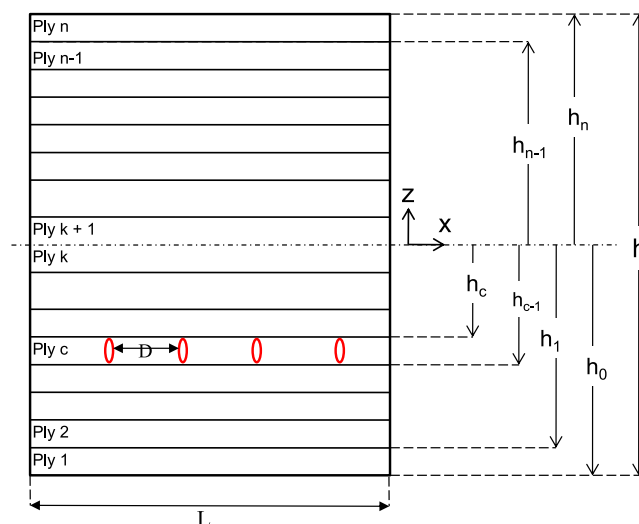 Ply n
Ply n-1
Ply k + 1
Ply k
Ply c
D
Ply 2
Ply 1
L
z
x
h_c
h_{c-1}
h_1
h_0
h_{n-1}
h_n
h